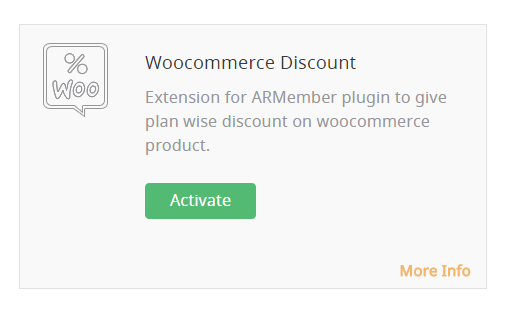 %
WOO
Woocommerce Discount
Extension for ARMember plugin to give
plan wise discount on woocommerce
product.
Activate
More Info